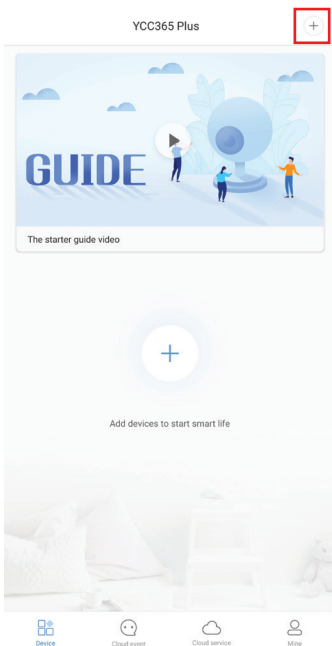 YCC365 Plus
GUIDE
The starter guide video
Add devices to start smart life
Device
Cloud event
Cloud service
Mine